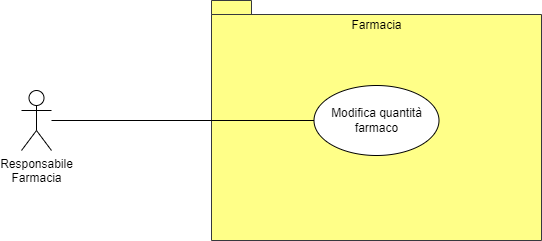 Farmacia
Modifica quantità
farmaco
Responsabile
Farmacia